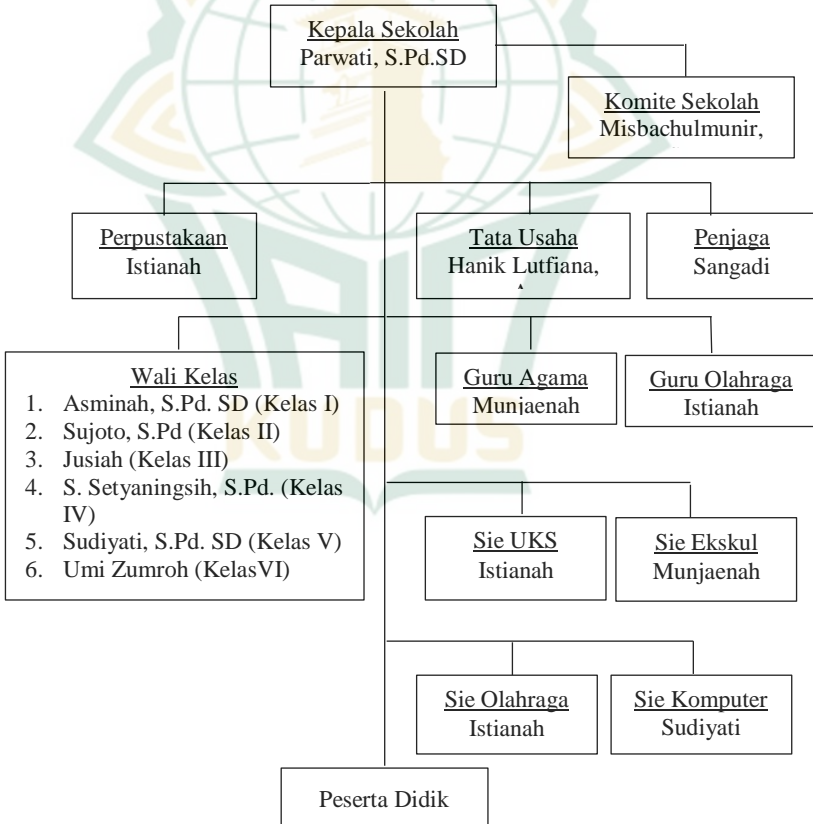 Kepala Sekolah
Parwati, S.Pd.SD
Komite Sekolah
Misbachulmunir,
Perpustakaan
Istianah
Tata Usaha
Hanik Lutfiana,
Penjaga
Sangadi
Wali Kelas
1. Asminah, S.Pd. SD (Kelas I)
2. Sujoto, S.Pd (Kelas II)
3. Jusiah (Kelas III)
4. S. Setyaningsih, S.Pd. (Kelas
IV)
5. Sudiyati, S.Pd. SD (Kelas V)
6. Umi Zumroh (KelasVI)
Guru Agama
Munjaenah
Guru Olahraga
Istianah
Sie UKS
Istianah
Sie Ekskul
Munjaenah
Sie Olahraga
Istianah
Sie Komputer
Sudiyati
Peserta Didik
KUDUS